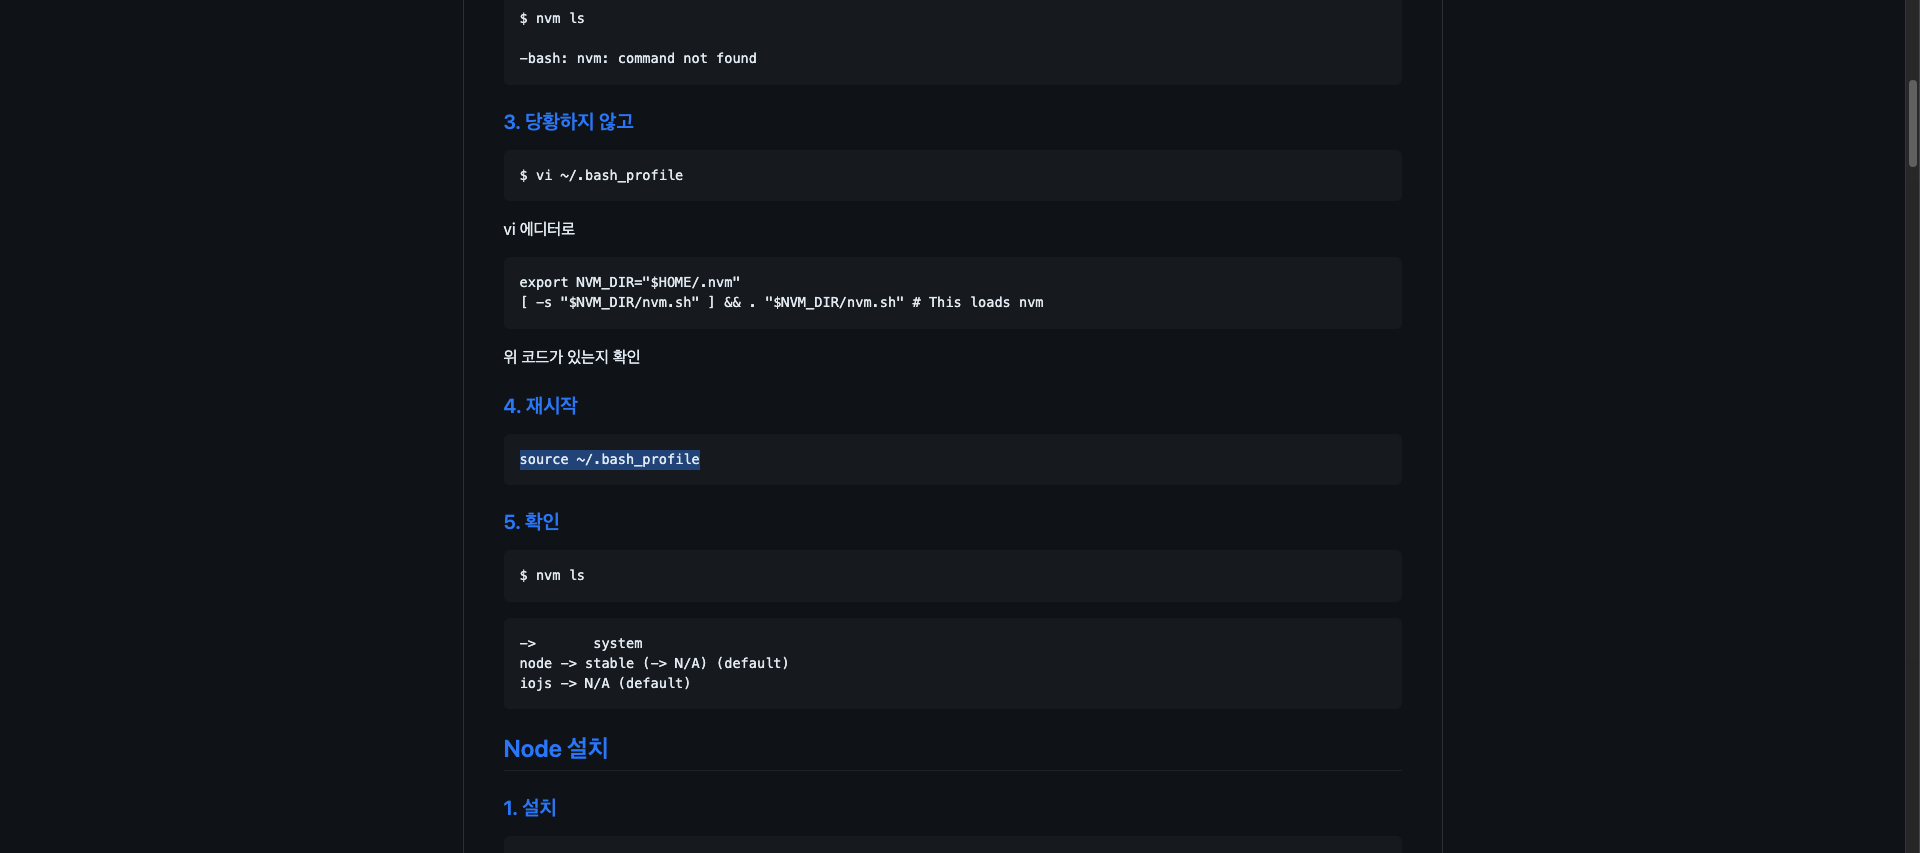 $ nvm ls
-bash: nvm: command not found
3. 당황하지 않고
$ vi ~/.bash_profile
vi 에디터로
export NVM_DIR="$HOME/.nvm"
[ -s "$NVM_DIR/nvm.sh" ] && . "$NVM_DIR/nvm.sh" # This loads nvm
위 코드가 있는지 확인
4. 재시작
source ~/.bash_profile
5. 확인
$ nvm ls
->       system
node -> stable (-> N/A) (default)
iojs -> N/A (default)
Node 설치
1. 설치